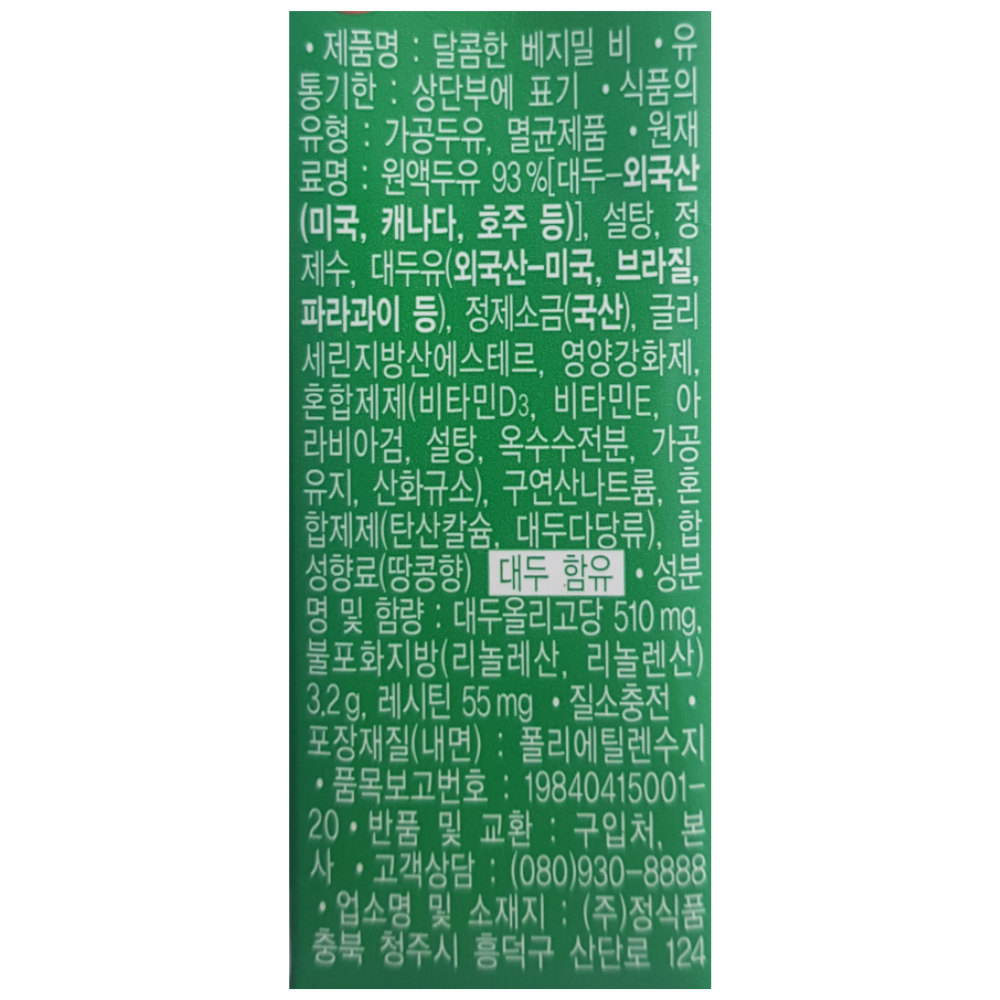 • 제품명 : 달콤한 베지밀 비 • 유
통기한 : 상단부에 표기 • 식품의
유형 : 가공두유, 멸균제품 • 원재
료명 : 원액두유 93%[대두-외국산
(미국, 캐나다, 호주 등)], 설탕, 정
제수, 대두유(외국산-미국, 브라질,
파라과이 등), 정제소금(국산), 글리
세린지방산에스테르, 영양강화제,
혼합제제(비타민D3, 비타민E, 아
라비아검, 설탕, 옥수수전분, 가공
유지, 산화규소), 구연산나트륨, 혼
합제제(탄산칼슘, 대두다당류), 합
성향료(땅콩향) 대두 함유 • 성분
명 및 함량 : 대두올리고당 510mg,
불포화지방(리놀레산, 리놀렌산)
3.2g, 레시틴 55mg • 질소충전 •
포장재질(내면) : 폴리에틸렌수지
• 품목보고번호 : 19840415001-
20 • 반품 및 교환 : 구입처, 본
사 • 고객상담 : (080)930-8888
• 업소명 및 소재지 : (주)정식품
충북 청주시 흥덕구 산단로 124